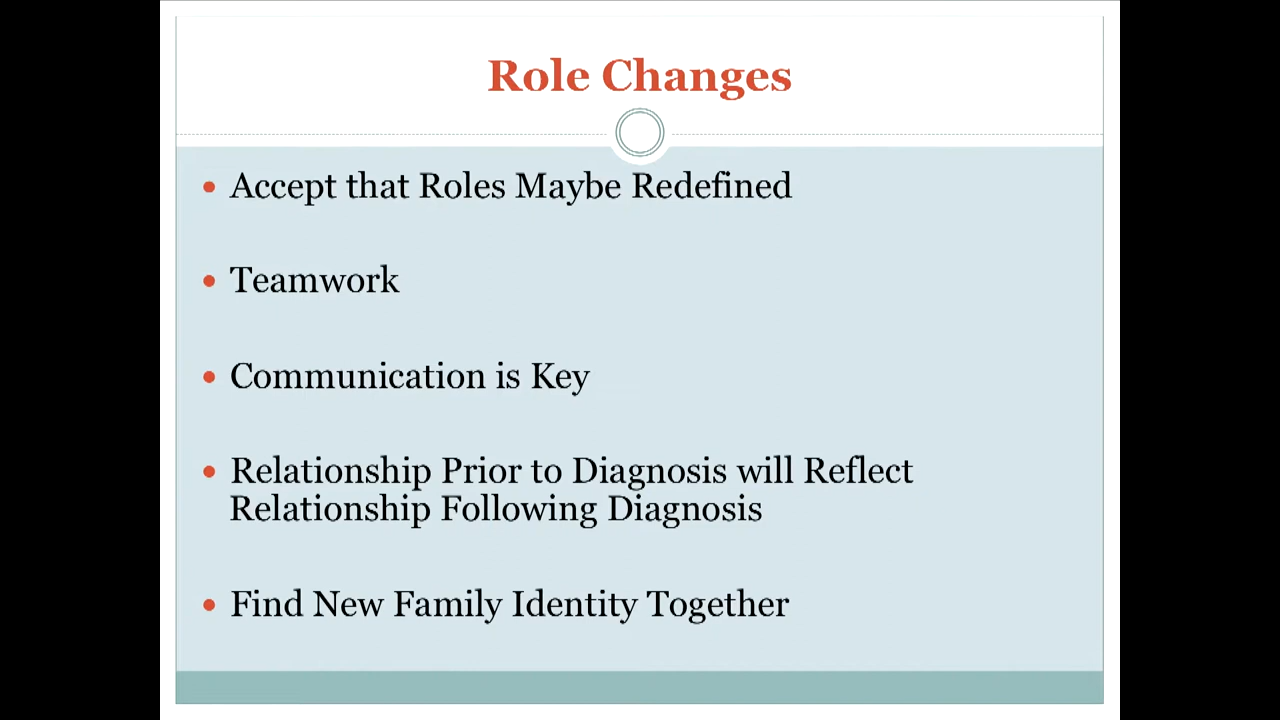 Role Changes
• Accept that Roles Maybe Redefined
• Teamwork
• Communication is Key
• Relationship Prior to Diagnosis will Reflect
Relationship Following Diagnosis
• Find New Family Identity Together